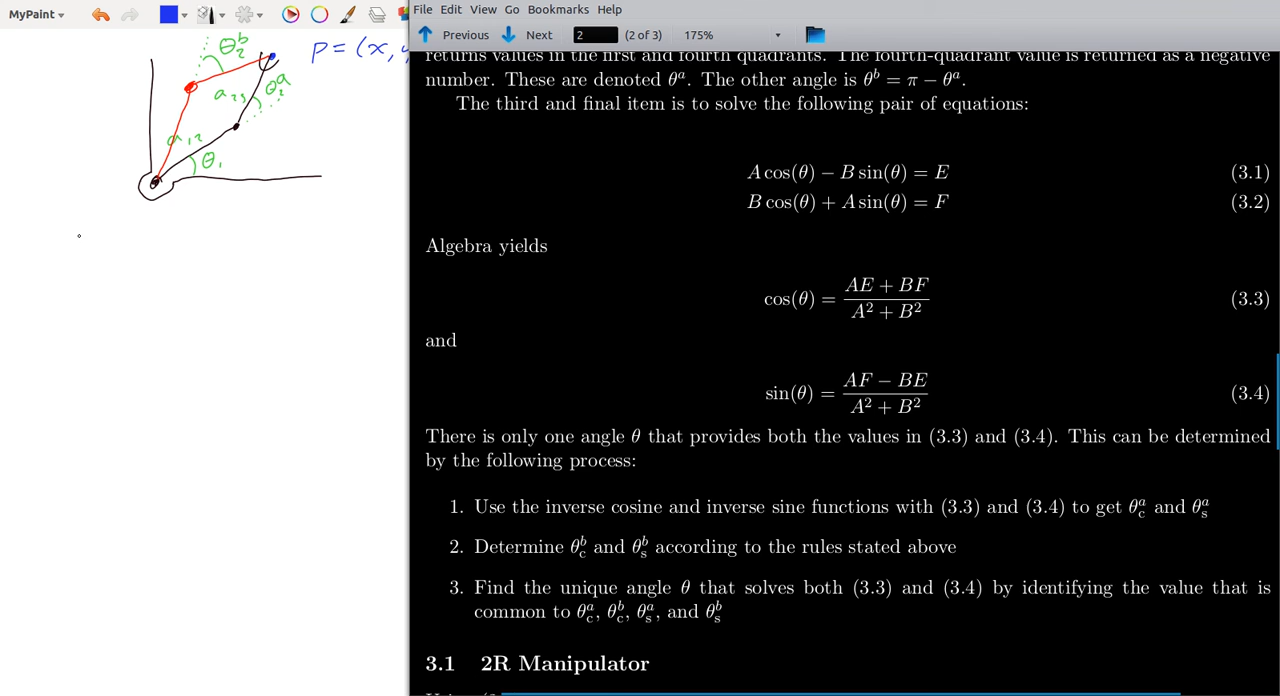 MyPaint
File Edit View Go Bookmarks Help
Previous Next 2 (2 of 3) 175%
θ₂ᵇ
P = (x,
a₂₃
θ₂ᵃ
a₁₂
θ₁
returns values in the first and fourth quadrants. The fourth-quadrant value is returned as a negative
number. These are denoted θᵃ. The other angle is θᵇ = π − θᵃ.
The third and final item is to solve the following pair of equations:
A cos(θ) − B sin(θ) = E (3.1)
B cos(θ) + A sin(θ) = F (3.2)
Algebra yields
cos(θ) = (AE + BF) / (A² + B²) (3.3)
and
sin(θ) = (AF − BE) / (A² + B²) (3.4)
There is only one angle θ that provides both the values in (3.3) and (3.4). This can be determined
by the following process:
1. Use the inverse cosine and inverse sine functions with (3.3) and (3.4) to get θ_c^a and θ_s^a
2. Determine θ_c^b and θ_s^b according to the rules stated above
3. Find the unique angle θ that solves both (3.3) and (3.4) by identifying the value that is
common to θ_c^a, θ_c^b, θ_s^a, and θ_s^b
3.1 2R Manipulator